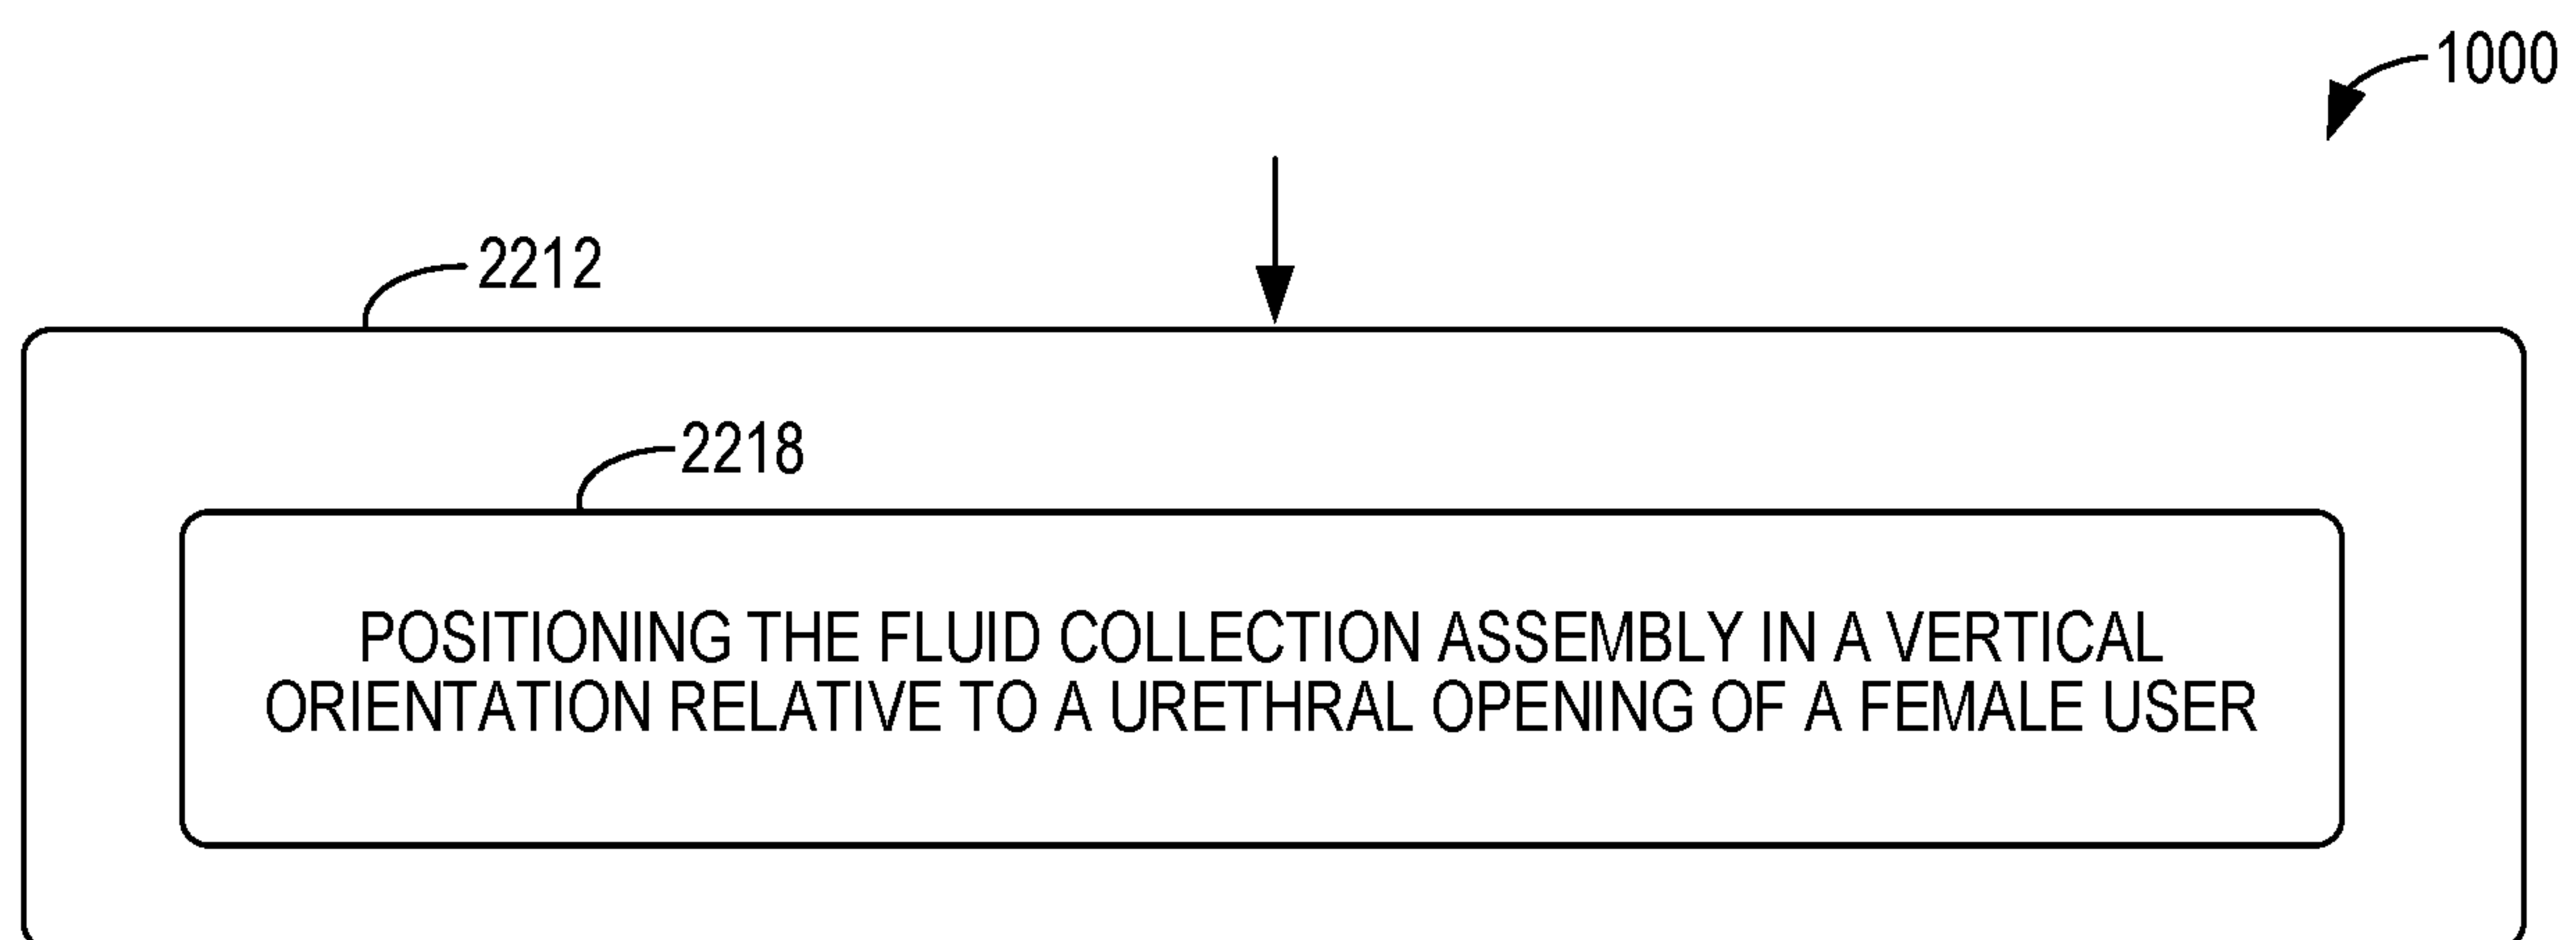 1000
2212
2218
POSITIONING THE FLUID COLLECTION ASSEMBLY IN A VERTICAL
ORIENTATION RELATIVE TO A URETHRAL OPENING OF A FEMALE USER